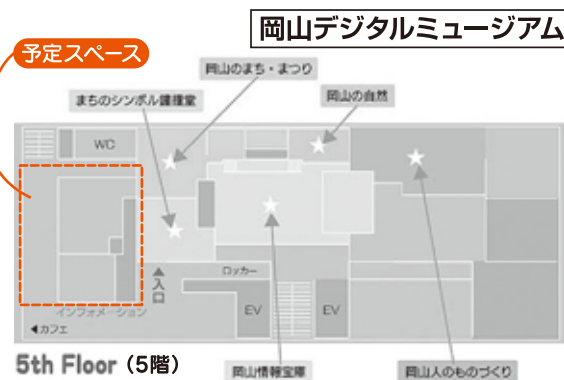 岡山デジタルミュージアム
予定スペース
岡山のまち・まつり
まちのシンボル鐘撞堂
岡山の自然
WC
入口
ロッカー
インフォメーション
EV
EV
◀カフェ
5th Floor (5階)
岡山情報宝庫
岡山人のものづくり